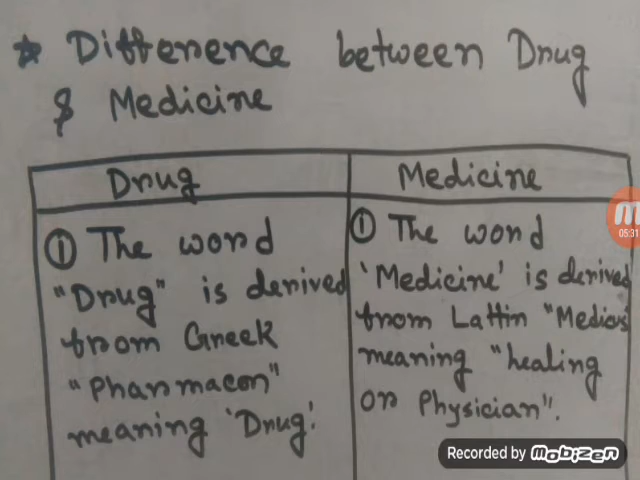 ☆ Difference between Drug
& Medicine
Drug
Medicine
① The word
"Drug" is derived
from Greek
"Pharmacon"
meaning 'Drug'.
① The word
'Medicine' is derived
from Lattin "Medicus"
meaning "healing
or Physician".
M
05:31
Recorded by Mobizen